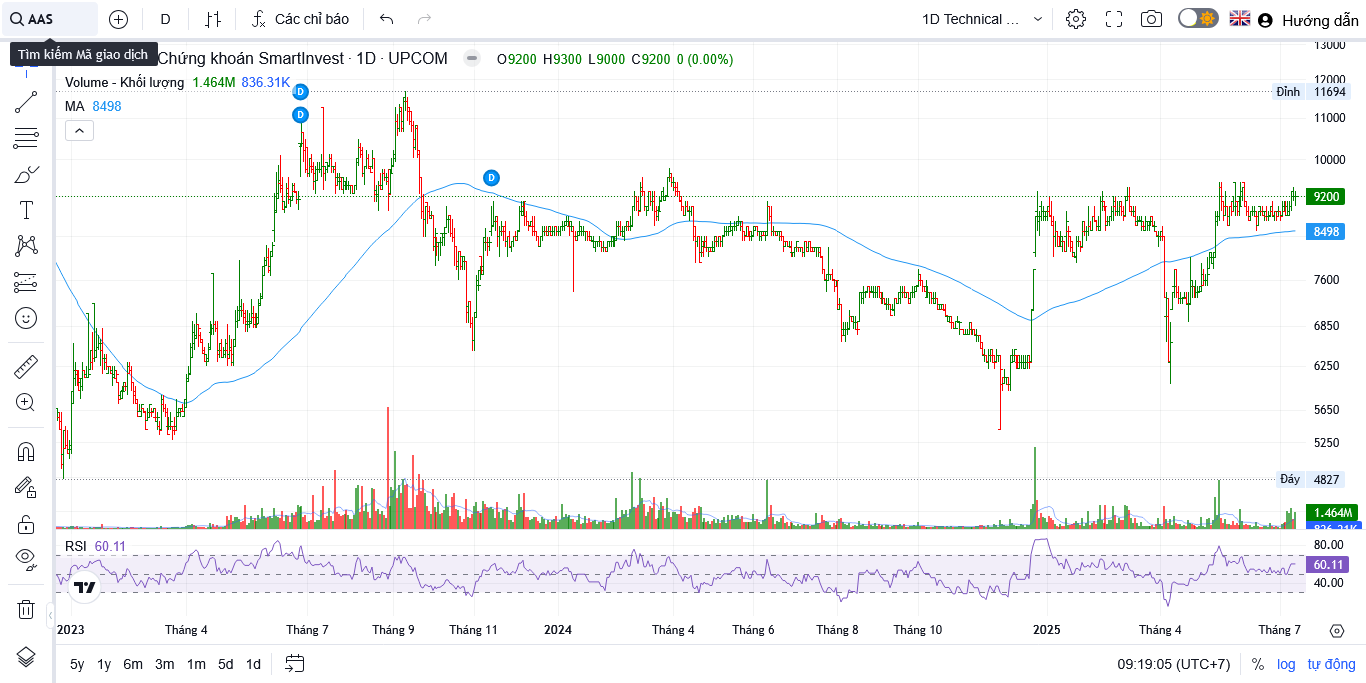 AAS
D
Các chỉ báo
1D Technical ...
Hướng dẫn
Tìm kiếm Mã giao dịch
Chứng khoán SmartInvest · 1D · UPCOM
O9200 H9300 L9000 C9200 0 (0.00%)
Volume - Khối lượng 1.464M 836.31K
MA 8498
D
D
D
13000
12000
Đỉnh 11694
11000
10000
9200
8498
7600
6850
6250
5650
5250
Đáy 4827
1.464M
836.31K
RSI 60.11
80.00
60.11
40.00
2023 Tháng 4 Tháng 7 Tháng 9 Tháng 11 2024 Tháng 4 Tháng 6 Tháng 8 Tháng 10 2025 Tháng 4 Tháng 7
5y 1y 6m 3m 1m 5d 1d
09:19:05 (UTC+7) % log tự động